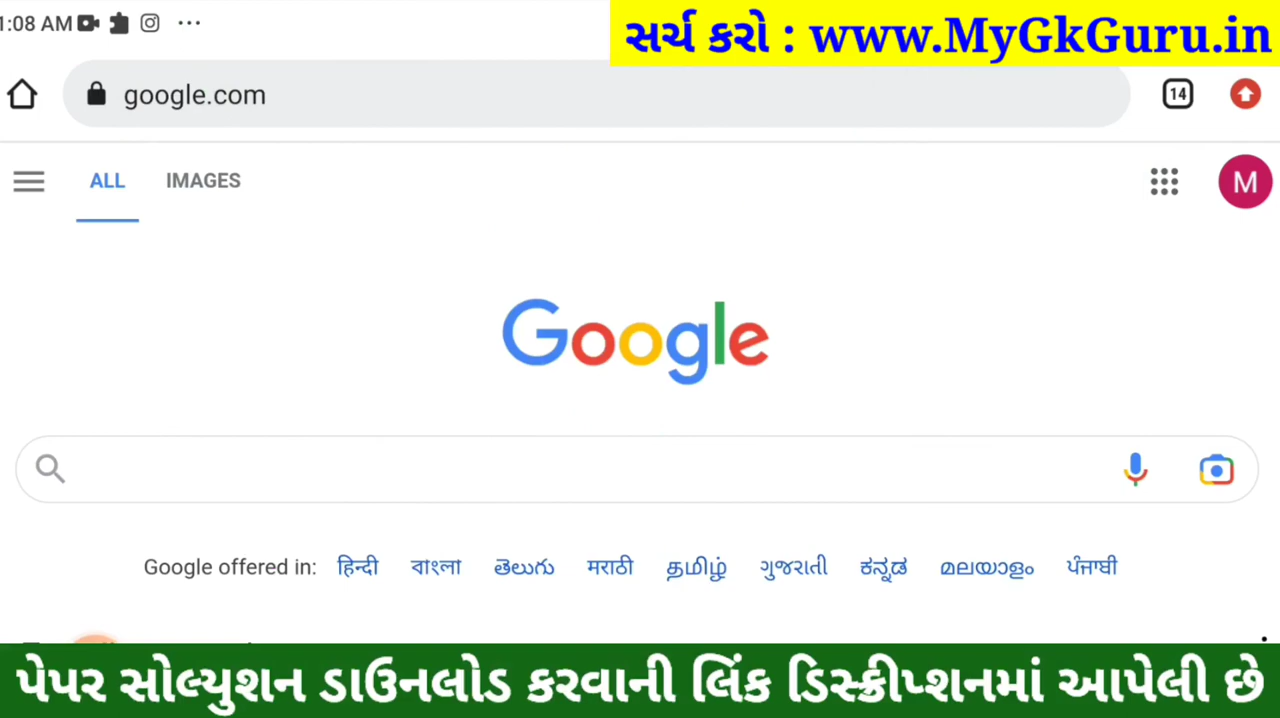 1:08 AM
સર્ચ કરો : www.MyGkGuru.in
google.com
14
ALL IMAGES
M
Google
Google offered in: हिन्दी বাংলা తెలుగు मराठी தமிழ் ગુજરાતી ಕನ್ನಡ മലയാളം ਪੰਜਾਬੀ
પેપર સોલ્યુશન ડાઉનલોડ કરવાની લિંક ડિસ્ક્રીપ્શનમાં આપેલી છે